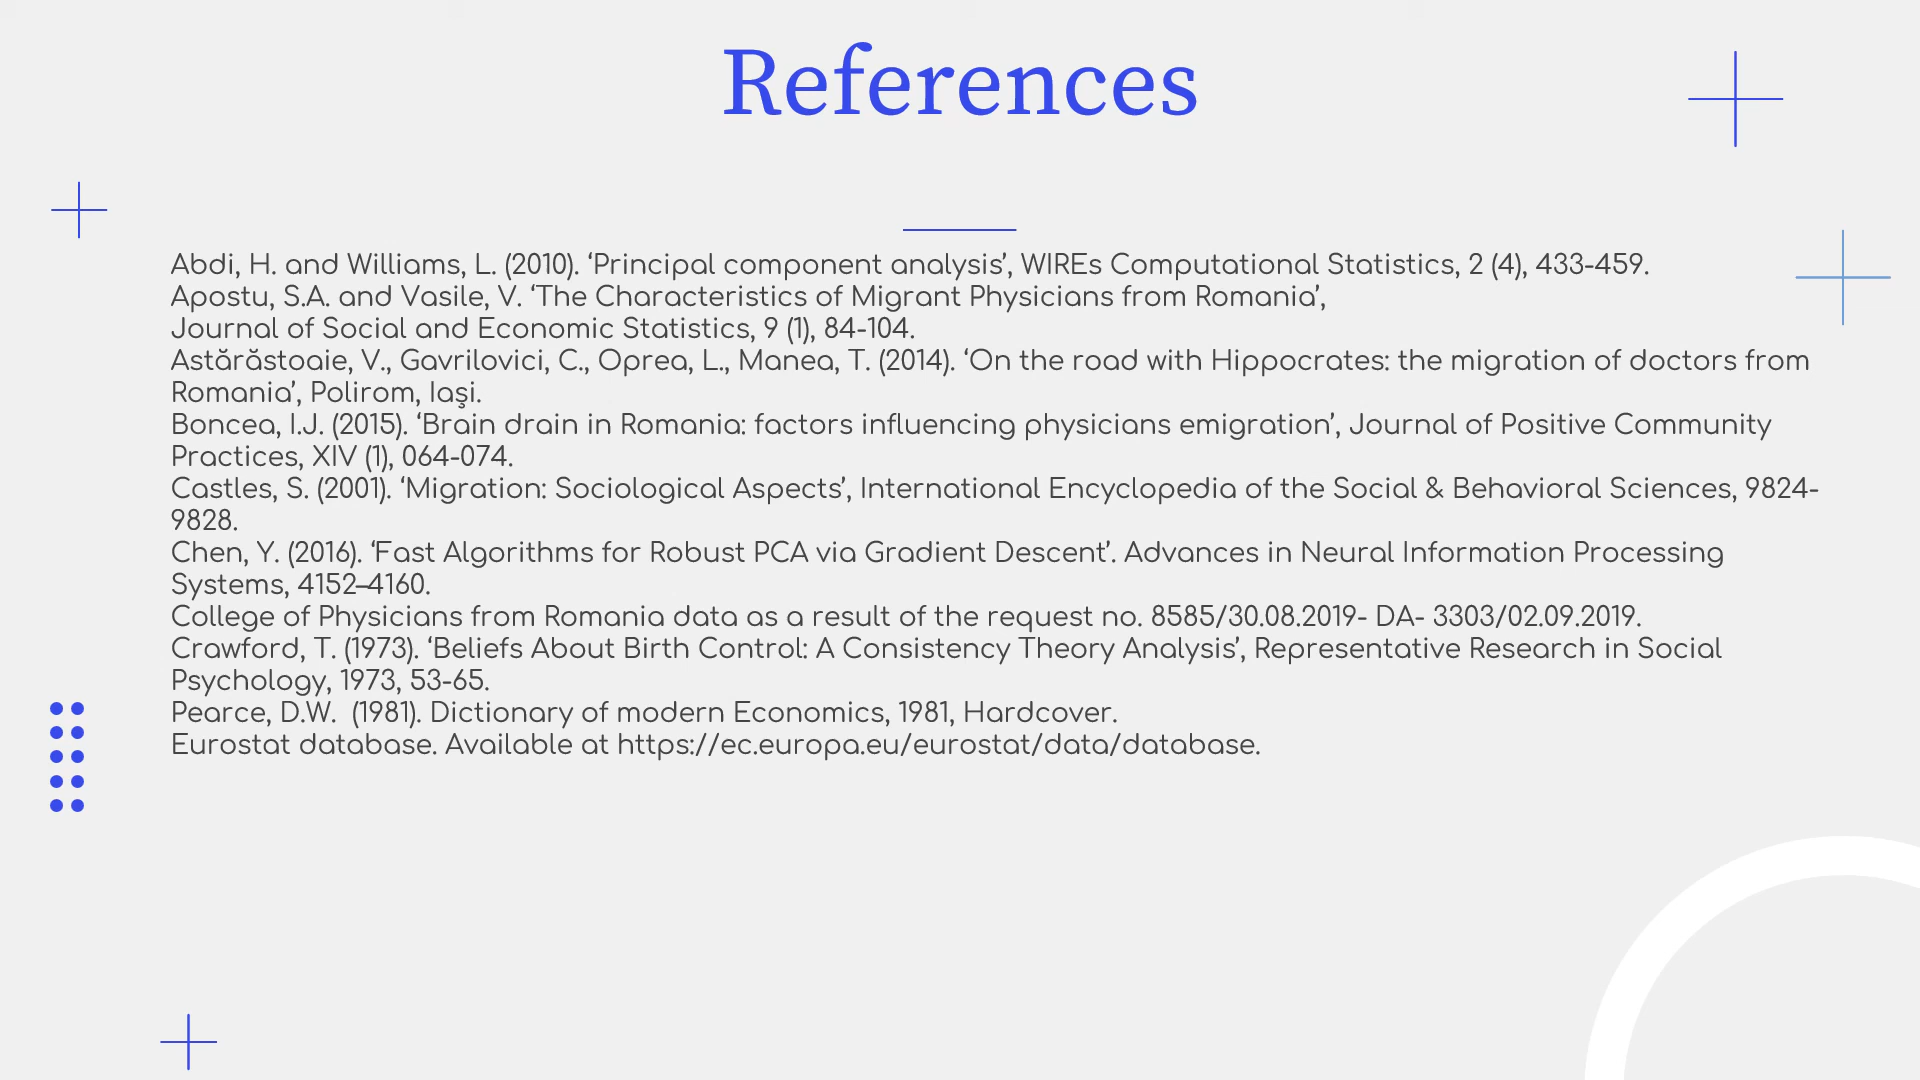 References
Abdi, H. and Williams, L. (2010). ‘Principal component analysis’, WIREs Computational Statistics, 2 (4), 433-459.
Apostu, S.A. and Vasile, V. ‘The Characteristics of Migrant Physicians from Romania’,
Journal of Social and Economic Statistics, 9 (1), 84-104.
Astărăstoaie, V., Gavrilovici, C., Oprea, L., Manea, T. (2014). ‘On the road with Hippocrates: the migration of doctors from
Romania’, Polirom, Iaşi.
Boncea, I.J. (2015). ‘Brain drain in Romania: factors influencing physicians emigration’, Journal of Positive Community
Practices, XIV (1), 064-074.
Castles, S. (2001). ‘Migration: Sociological Aspects’, International Encyclopedia of the Social & Behavioral Sciences, 9824-
9828.
Chen, Y. (2016). ‘Fast Algorithms for Robust PCA via Gradient Descent’. Advances in Neural Information Processing
Systems, 4152–4160.
College of Physicians from Romania data as a result of the request no. 8585/30.08.2019- DA- 3303/02.09.2019.
Crawford, T. (1973). ‘Beliefs About Birth Control: A Consistency Theory Analysis’, Representative Research in Social
Psychology, 1973, 53-65.
Pearce, D.W.  (1981). Dictionary of modern Economics, 1981, Hardcover.
Eurostat database. Available at https://ec.europa.eu/eurostat/data/database.